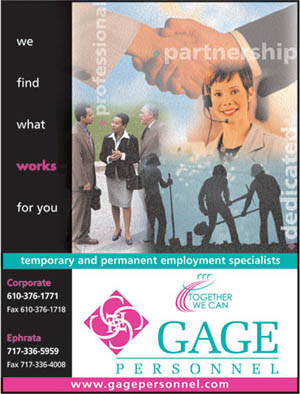 we
find
what
works
for you
professional
partnership
dedicated
temporary and permanent employment specialists
Corporate
610-376-1771
Fax 610-376-1718
Ephrata
717-336-5959
Fax 717-336-4008
TOGETHER
WE CAN
GAGE
PERSONNEL
www.gagepersonnel.com